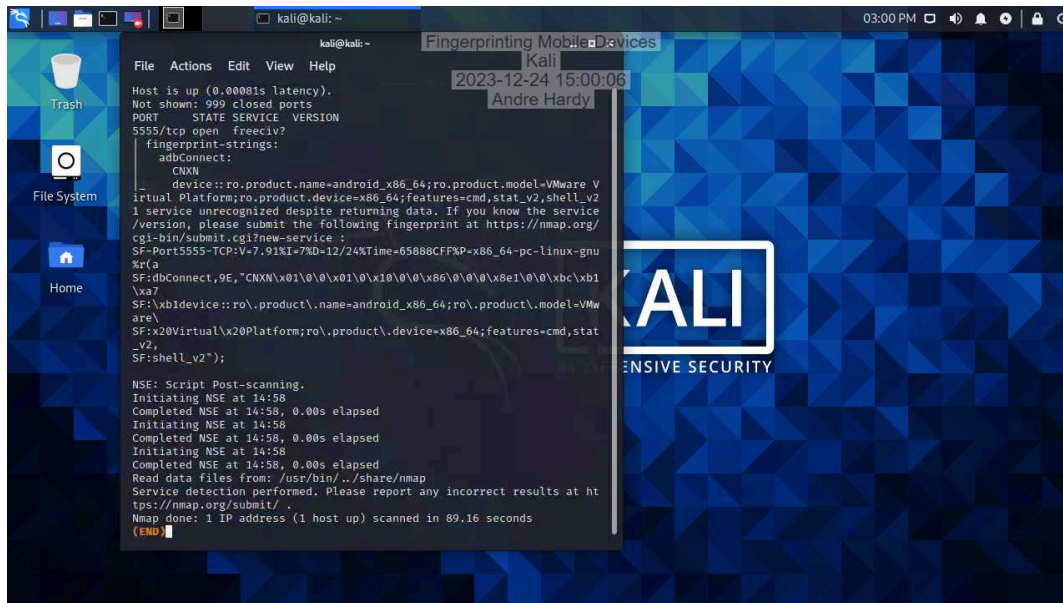 kali@kali: ~
03:00 PM
kali@kali: ~
Fingerprinting Mobile Devices
Kali
2023-12-24 15:00:06
Andre Hardy
File Actions Edit View Help
Trash
File System
Home
Host is up (0.00081s latency).
Not shown: 999 closed ports
PORT     STATE SERVICE  VERSION
5555/tcp open  freeciv?
| fingerprint-strings:
|   adbConnect:
|     CNXN
|_    device::ro.product.name=android_x86_64;ro.product.model=VMware V
irtual Platform;ro.product.device=x86_64;features=cmd,stat_v2,shell_v2
1 service unrecognized despite returning data. If you know the service
/version, please submit the following fingerprint at https://nmap.org/
cgi-bin/submit.cgi?new-service :
SF-Port5555-TCP:V=7.91%I=7%D=12/24%Time=65888CFF%P=x86_64-pc-linux-gnu
%r(a
SF:dbConnect,9E,"CNXN\x01\0\0\x01\0\x10\0\0\x86\0\0\0\x8e1\0\0\xbc\xb1
\xa7
SF:\xb1device::ro\.product\.name=android_x86_64;ro\.product\.model=VMw
are\
SF:x20Virtual\x20Platform;ro\.product\.device=x86_64;features=cmd,stat
_v2,
SF:shell_v2");
NSE: Script Post-scanning.
Initiating NSE at 14:58
Completed NSE at 14:58, 0.00s elapsed
Initiating NSE at 14:58
Completed NSE at 14:58, 0.00s elapsed
Initiating NSE at 14:58
Completed NSE at 14:58, 0.00s elapsed
Read data files from: /usr/bin/../share/nmap
Service detection performed. Please report any incorrect results at ht
tps://nmap.org/submit/ .
Nmap done: 1 IP address (1 host up) scanned in 89.16 seconds
(END)
KALI
ENSIVE SECURITY